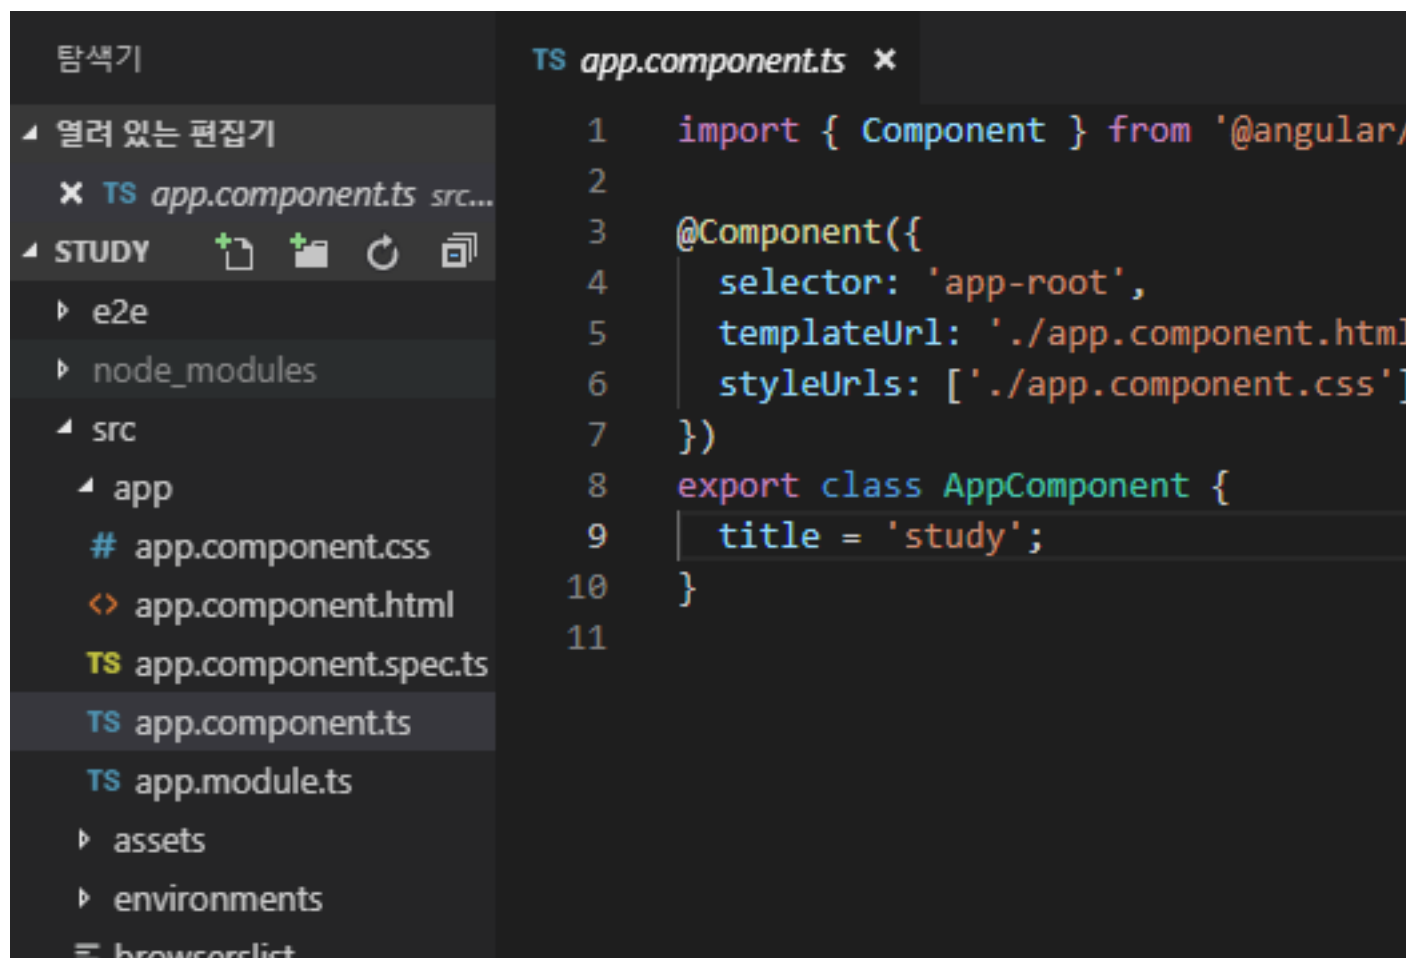 탐색기
열려 있는 편집기
TS app.component.ts src...
STUDY
e2e
node_modules
src
app
# app.component.css
<> app.component.html
TS app.component.spec.ts
TS app.component.ts
TS app.module.ts
assets
environments
browserslist
TS app.component.ts
1 import { Component } from '@angular/
2
3 @Component({
4 selector: 'app-root',
5 templateUrl: './app.component.html
6 styleUrls: ['./app.component.css']
7 })
8 export class AppComponent {
9 title = 'study';
10 }
11